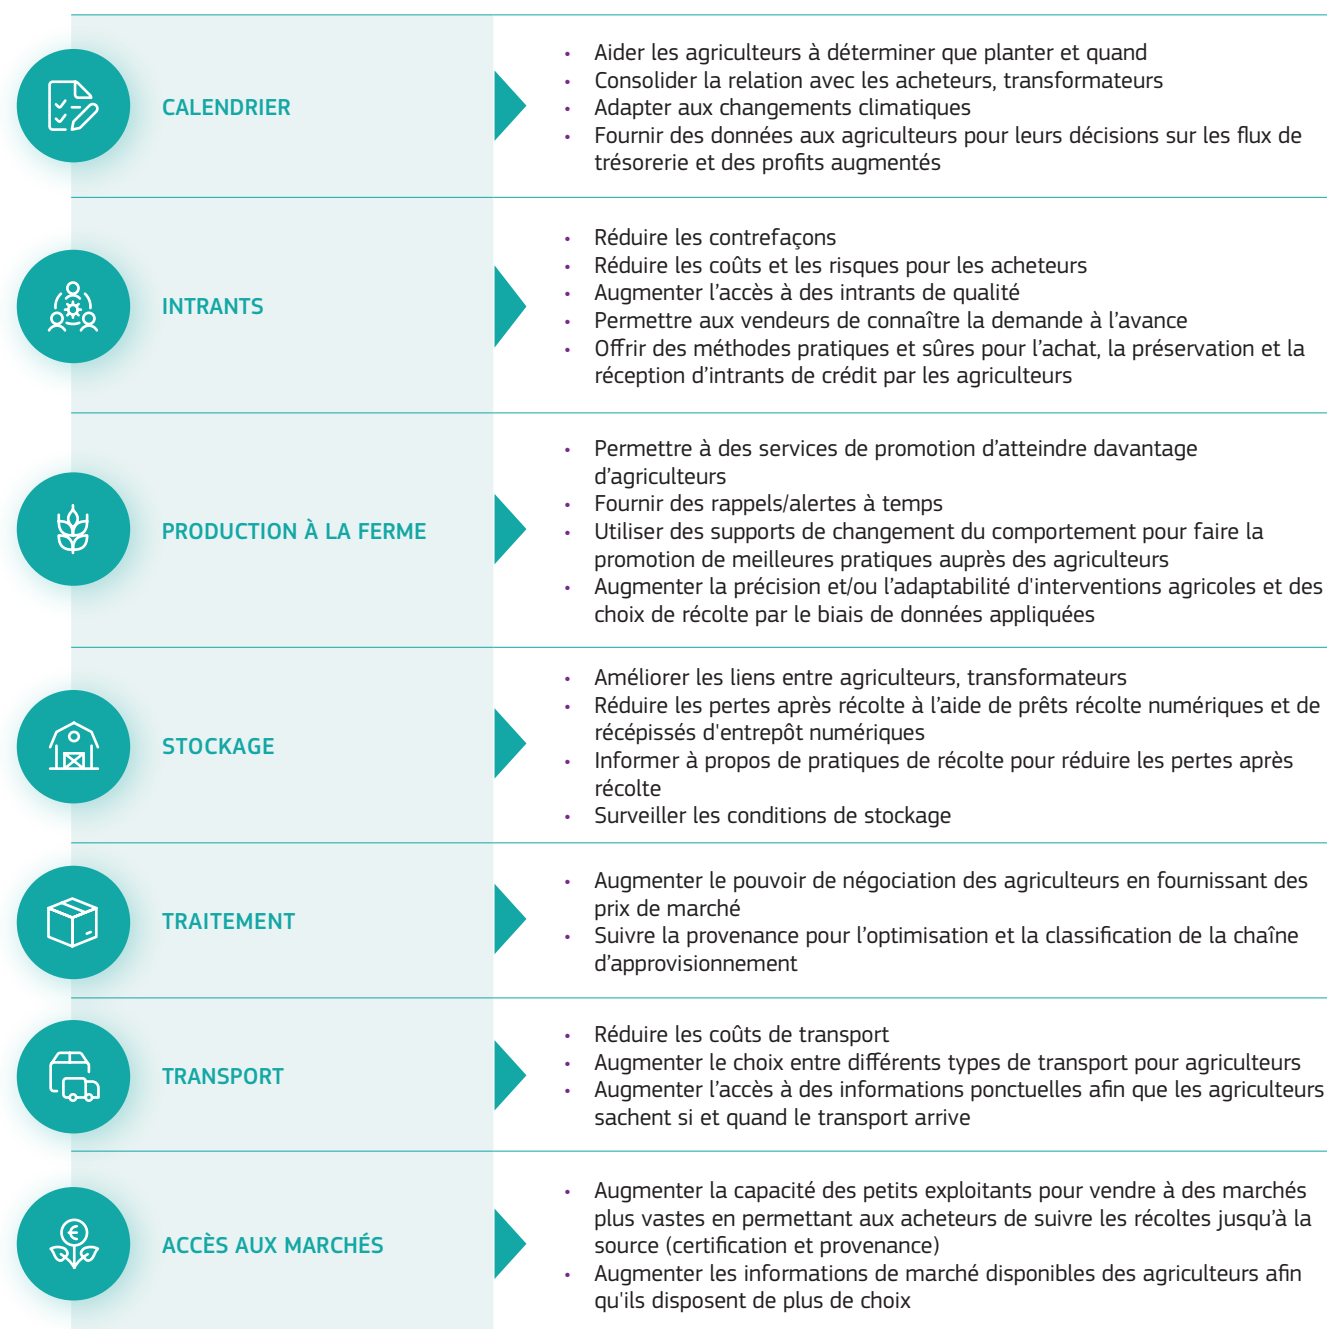 CALENDRIER
• Aider les agriculteurs à déterminer que planter et quand
• Consolider la relation avec les acheteurs, transformateurs
• Adapter aux changements climatiques
• Fournir des données aux agriculteurs pour leurs décisions sur les flux de
trésorerie et des profits augmentés
INTRANTS
• Réduire les contrefaçons
• Réduire les coûts et les risques pour les acheteurs
• Augmenter l’accès à des intrants de qualité
• Permettre aux vendeurs de connaître la demande à l’avance
• Offrir des méthodes pratiques et sûres pour l’achat, la préservation et la
réception d’intrants de crédit par les agriculteurs
PRODUCTION À LA FERME
• Permettre à des services de promotion d’atteindre davantage
d’agriculteurs
• Fournir des rappels/alertes à temps
• Utiliser des supports de changement du comportement pour faire la
promotion de meilleures pratiques auprès des agriculteurs
• Augmenter la précision et/ou l’adaptabilité d'interventions agricoles et des
choix de récolte par le biais de données appliquées
STOCKAGE
• Améliorer les liens entre agriculteurs, transformateurs
• Réduire les pertes après récolte à l’aide de prêts récolte numériques et de
récépissés d'entrepôt numériques
• Informer à propos de pratiques de récolte pour réduire les pertes après
récolte
• Surveiller les conditions de stockage
TRAITEMENT
• Augmenter le pouvoir de négociation des agriculteurs en fournissant des
prix de marché
• Suivre la provenance pour l’optimisation et la classification de la chaîne
d’approvisionnement
TRANSPORT
• Réduire les coûts de transport
• Augmenter le choix entre différents types de transport pour agriculteurs
• Augmenter l’accès à des informations ponctuelles afin que les agriculteurs
sachent si et quand le transport arrive
ACCÈS AUX MARCHÉS
• Augmenter la capacité des petits exploitants pour vendre à des marchés
plus vastes en permettant aux acheteurs de suivre les récoltes jusqu’à la
source (certification et provenance)
• Augmenter les informations de marché disponibles des agriculteurs afin
qu'ils disposent de plus de choix